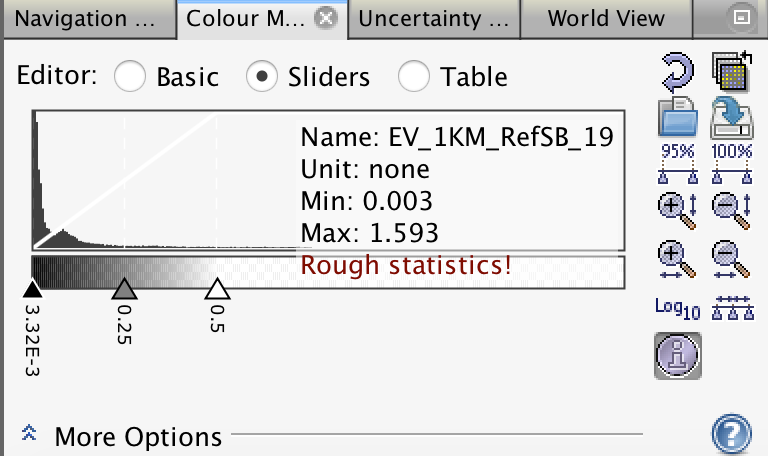 Navigation ...
Colour M...
Uncertainty ...
World View
Editor:
Basic
Sliders
Table
95%
100%
Name: EV_1KM_RefSB_19
Unit: none
Min: 0.003
Max: 1.593
Rough statistics!
3.32E-3
0.25
0.5
Log10
More Options
?